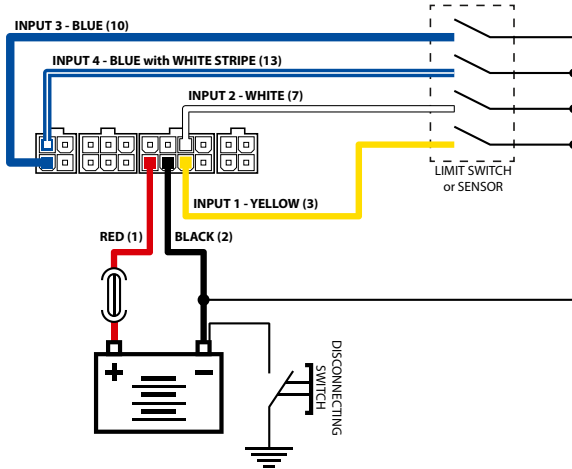 INPUT 3 - BLUE (10)
INPUT 4 - BLUE with WHITE STRIPE (13)
INPUT 2 - WHITE (7)
LIMIT SWITCH
or SENSOR
INPUT 1 - YELLOW (3)
RED (1)
BLACK (2)
DISCONNECTING
SWITCH
+
−